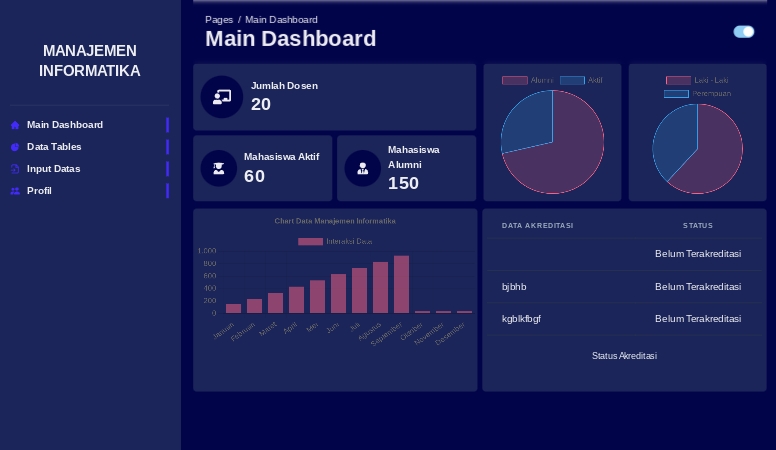 MANAJEMEN
INFORMATIKA
Main Dashboard
Data Tables
Input Datas
Profil
Pages / Main Dashboard
Main Dashboard
Jumlah Dosen
20
Mahasiswa Aktif
60
Mahasiswa
Alumni
150
Alumni Aktif
Laki - Laki
Perempuan
Chart Data Manajemen Informatika
Interaksi Data
1.000
800
600
400
200
0
Januari Februari Maret April Mei Juni Juli Agustus September Oktober November Desember
DATA AKREDITASI STATUS
Belum Terakreditasi
bjbhb Belum Terakreditasi
kgblkfbgf Belum Terakreditasi
Status Akreditasi